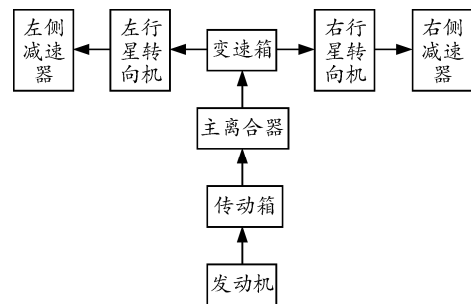 左侧
减速
器
左行
星转
向机
变速箱
右行
星转
向机
右侧
减速
器
主离合器
传动箱
发动机